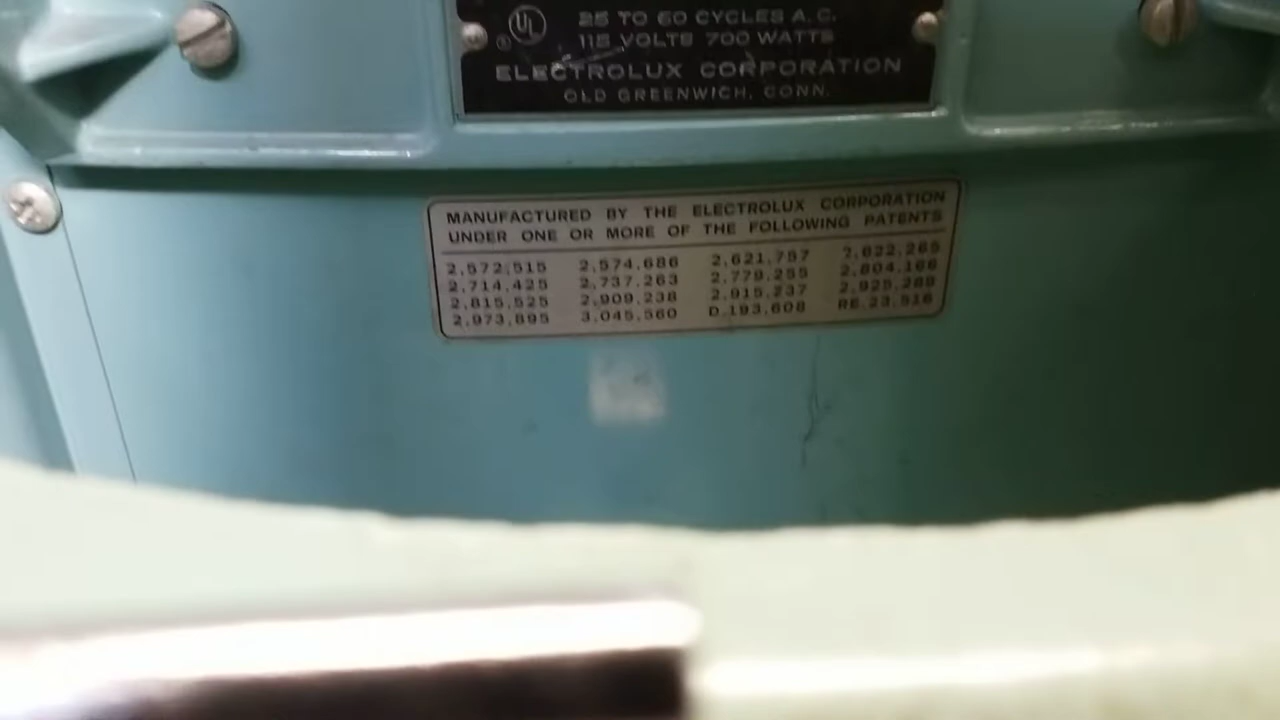 UL
®
25 TO 60 CYCLES A.C.
115 VOLTS 700 WATTS
ELECTROLUX CORPORATION
OLD GREENWICH, CONN.
MANUFACTURED BY THE ELECTROLUX CORPORATION
UNDER ONE OR MORE OF THE FOLLOWING PATENTS
2,572,515 2,574,686 2,621,757 2,622,265
2,714,425 2,737,263 2,779,255 2,804,166
2,815,525 2,909,238 2,915,237 2,925,289
2,973,895 3,045,560 D.193,608 RE.23,516